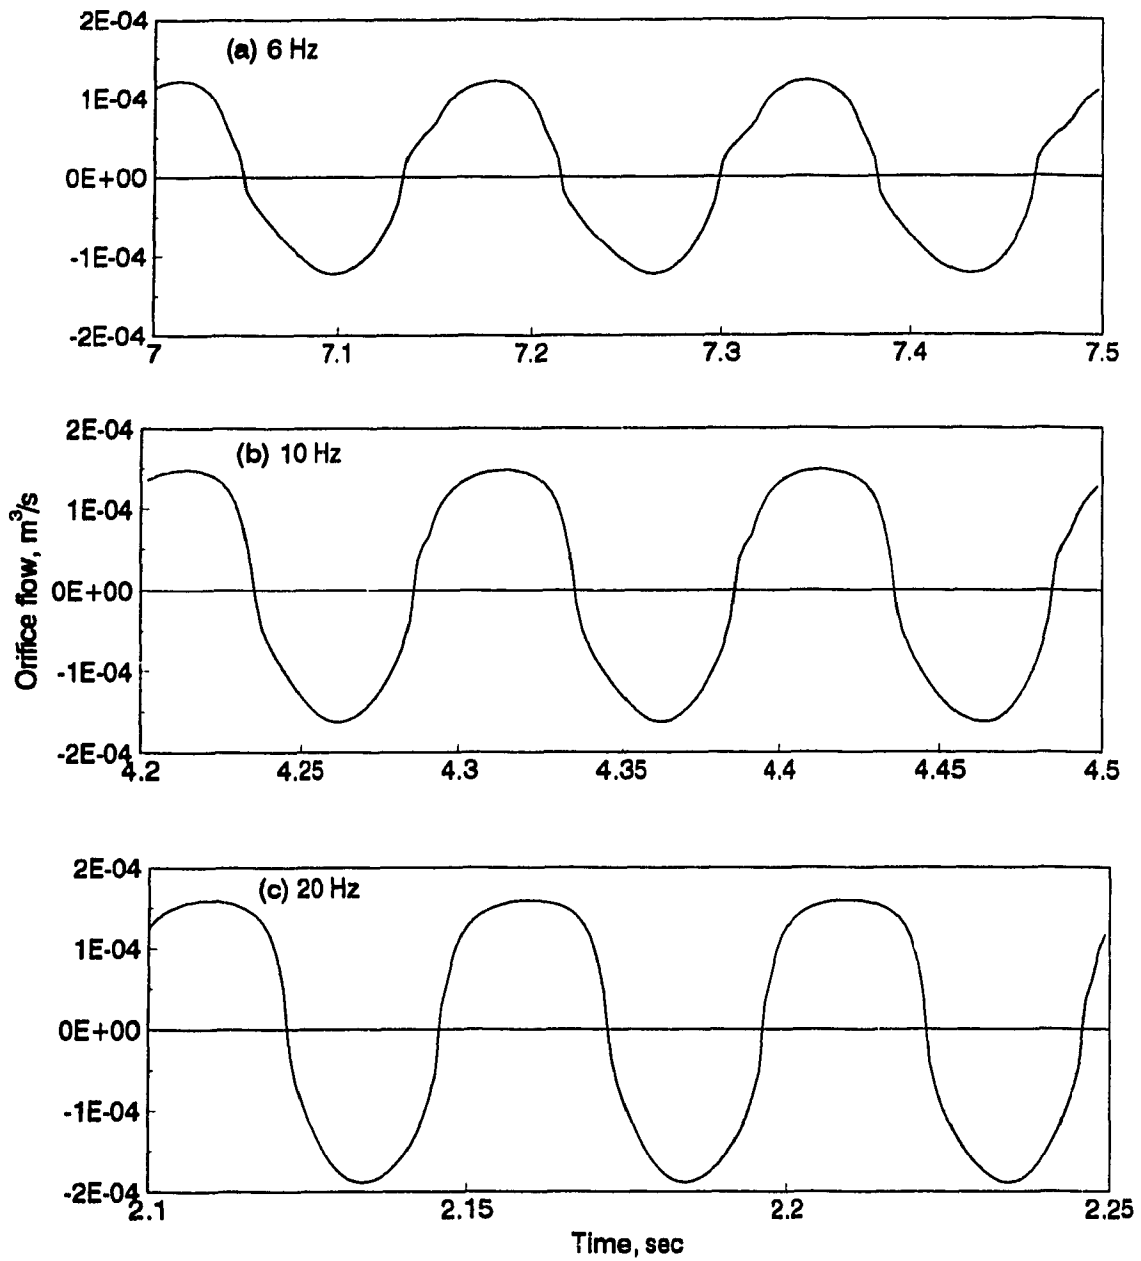 2E-04
(a) 6 Hz
1E-04
0E+00
-1E-04
-2E-04
7 7.1 7.2 7.3 7.4 7.5
2E-04
(b) 10 Hz
1E-04
0E+00
-1E-04
-2E-04
4.2 4.25 4.3 4.35 4.4 4.45 4.5
Orifice flow, m³/s
2E-04
(c) 20 Hz
1E-04
0E+00
-1E-04
-2E-04
2.1 2.15 2.2 2.25
Time, sec